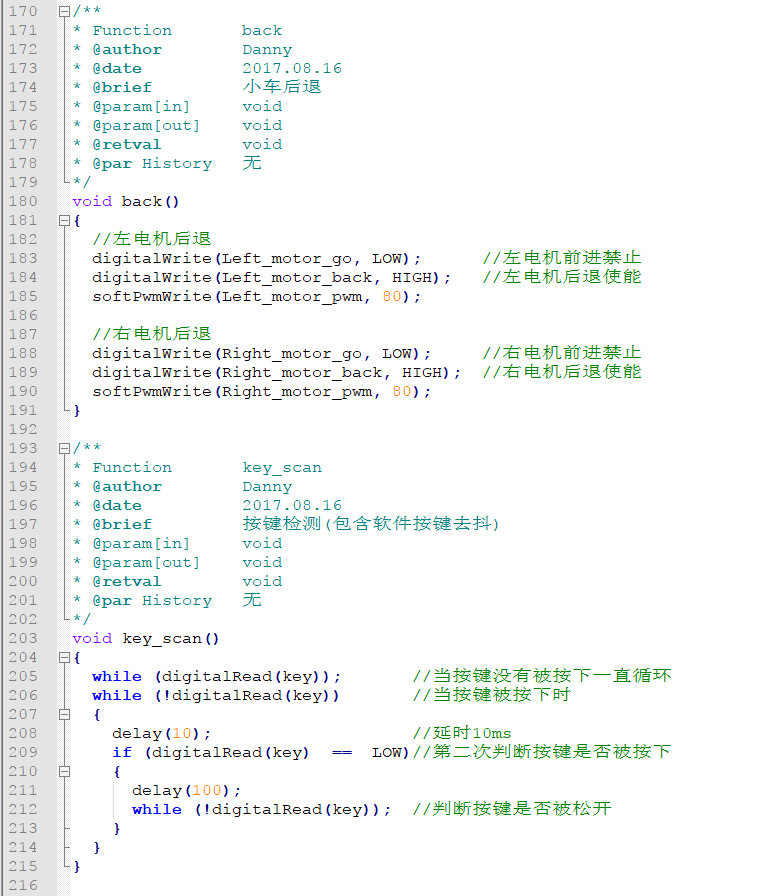 170 /**
171 * Function       back
172 * @author        Danny
173 * @date          2017.08.16
174 * @brief         小车后退
175 * @param[in]     void
176 * @param[out]    void
177 * @retval        void
178 * @par History   无
179 */
180 void back()
181 {
182   //左电机后退
183   digitalWrite(Left_motor_go, LOW);      //左电机前进禁止
184   digitalWrite(Left_motor_back, HIGH);   //左电机后退使能
185   softPwmWrite(Left_motor_pwm, 80);
186
187   //右电机后退
188   digitalWrite(Right_motor_go, LOW);     //右电机前进禁止
189   digitalWrite(Right_motor_back, HIGH);  //右电机后退使能
190   softPwmWrite(Right_motor_pwm, 80);
191 }
192
193 /**
194 * Function       key_scan
195 * @author        Danny
196 * @date          2017.08.16
197 * @brief         按键检测(包含软件按键去抖)
198 * @param[in]     void
199 * @param[out]    void
200 * @retval        void
201 * @par History   无
202 */
203 void key_scan()
204 {
205   while (digitalRead(key));       //当按键没有被按下一直循环
206   while (!digitalRead(key))       //当按键被按下时
207   {
208     delay(10);                    //延时10ms
209     if (digitalRead(key)  ==  LOW)//第二次判断按键是否被按下
210     {
211       delay(100);
212       while (!digitalRead(key));  //判断按键是否被松开
213     }
214   }
215 }
216